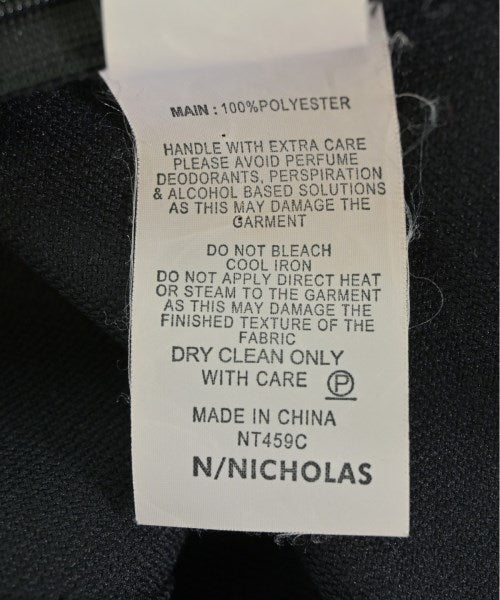 MAIN : 100%POLYESTER
HANDLE WITH EXTRA CARE
PLEASE AVOID PERFUME
DEODORANTS, PERSPIRATION
& ALCOHOL BASED SOLUTIONS
AS THIS MAY DAMAGE THE
GARMENT
DO NOT BLEACH
COOL IRON
DO NOT APPLY DIRECT HEAT
OR STEAM TO THE GARMENT
AS THIS MAY DAMAGE THE
FINISHED TEXTURE OF THE
FABRIC
DRY CLEAN ONLY
WITH CARE P
MADE IN CHINA
NT459C
N/NICHOLAS